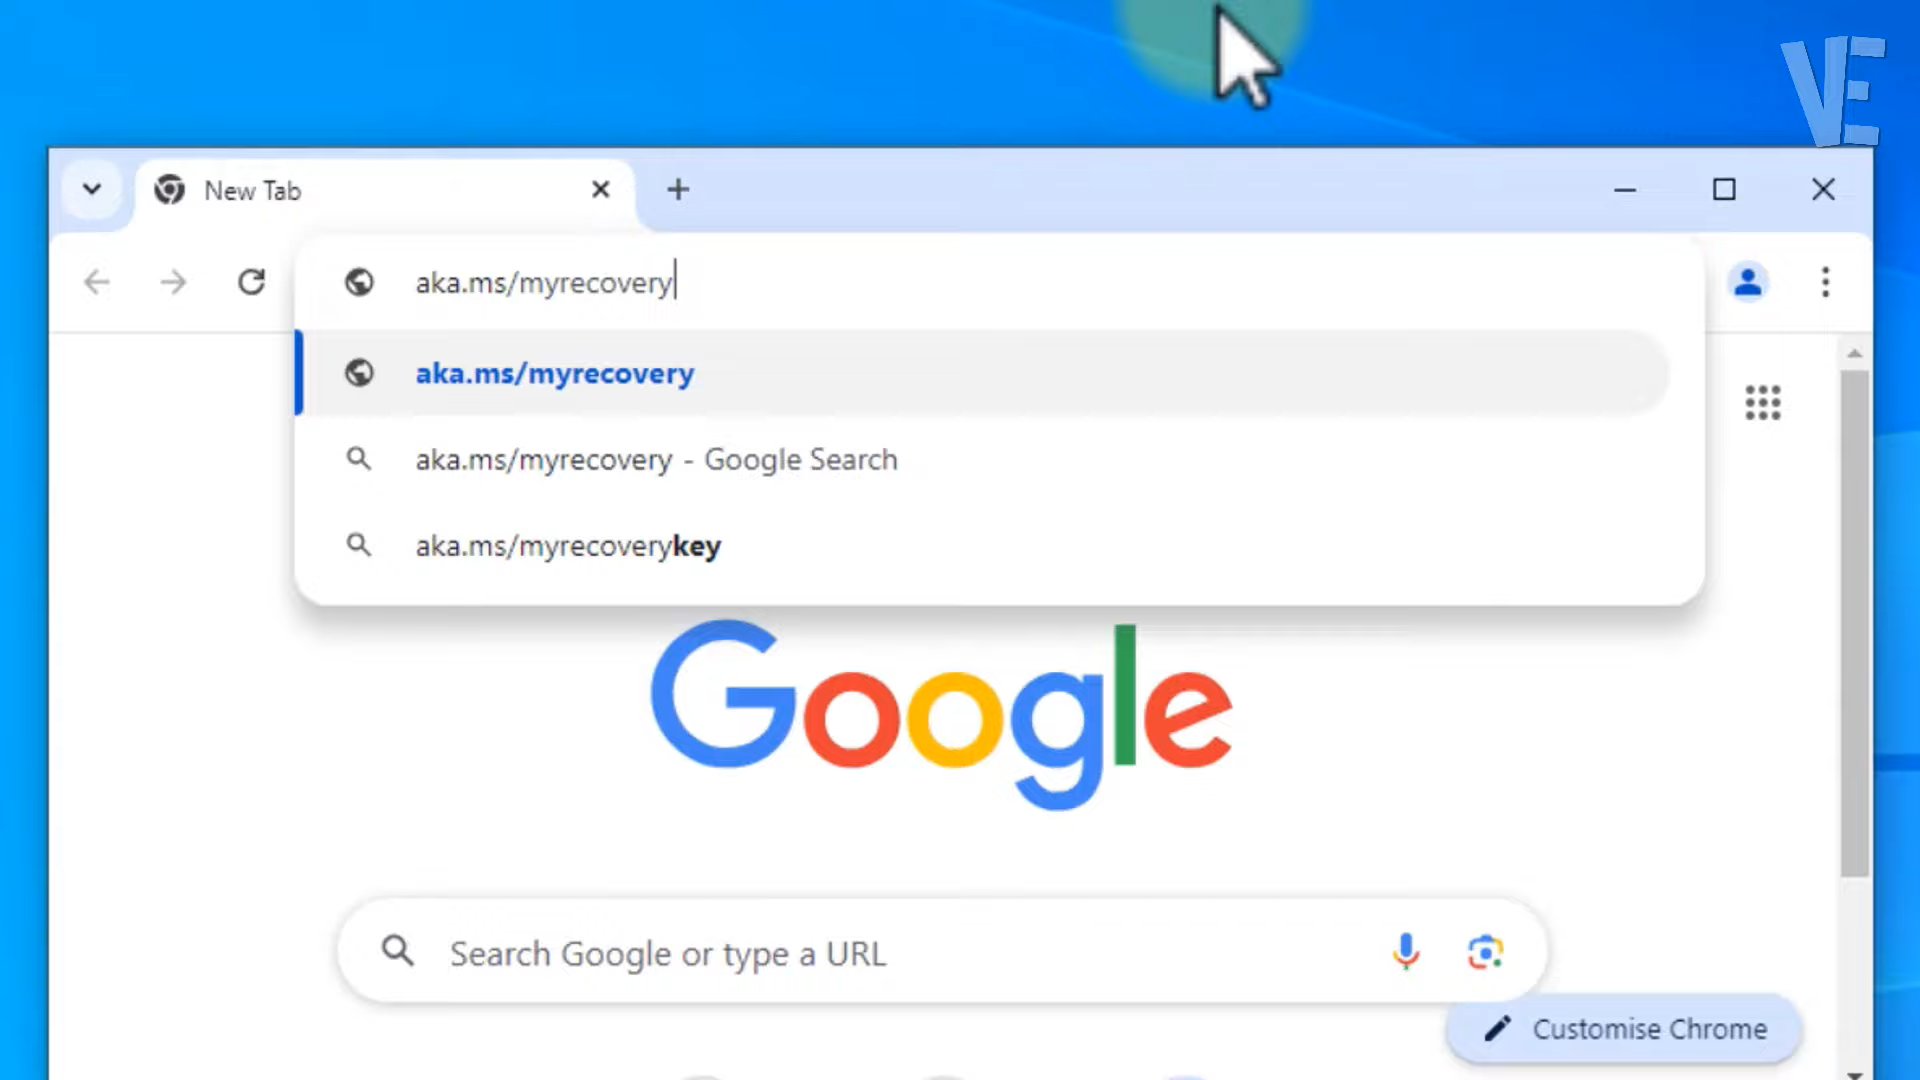 VE
New Tab
aka.ms/myrecovery
aka.ms/myrecovery
aka.ms/myrecovery - Google Search
aka.ms/myrecoverykey
Google
Search Google or type a URL
Customise Chrome